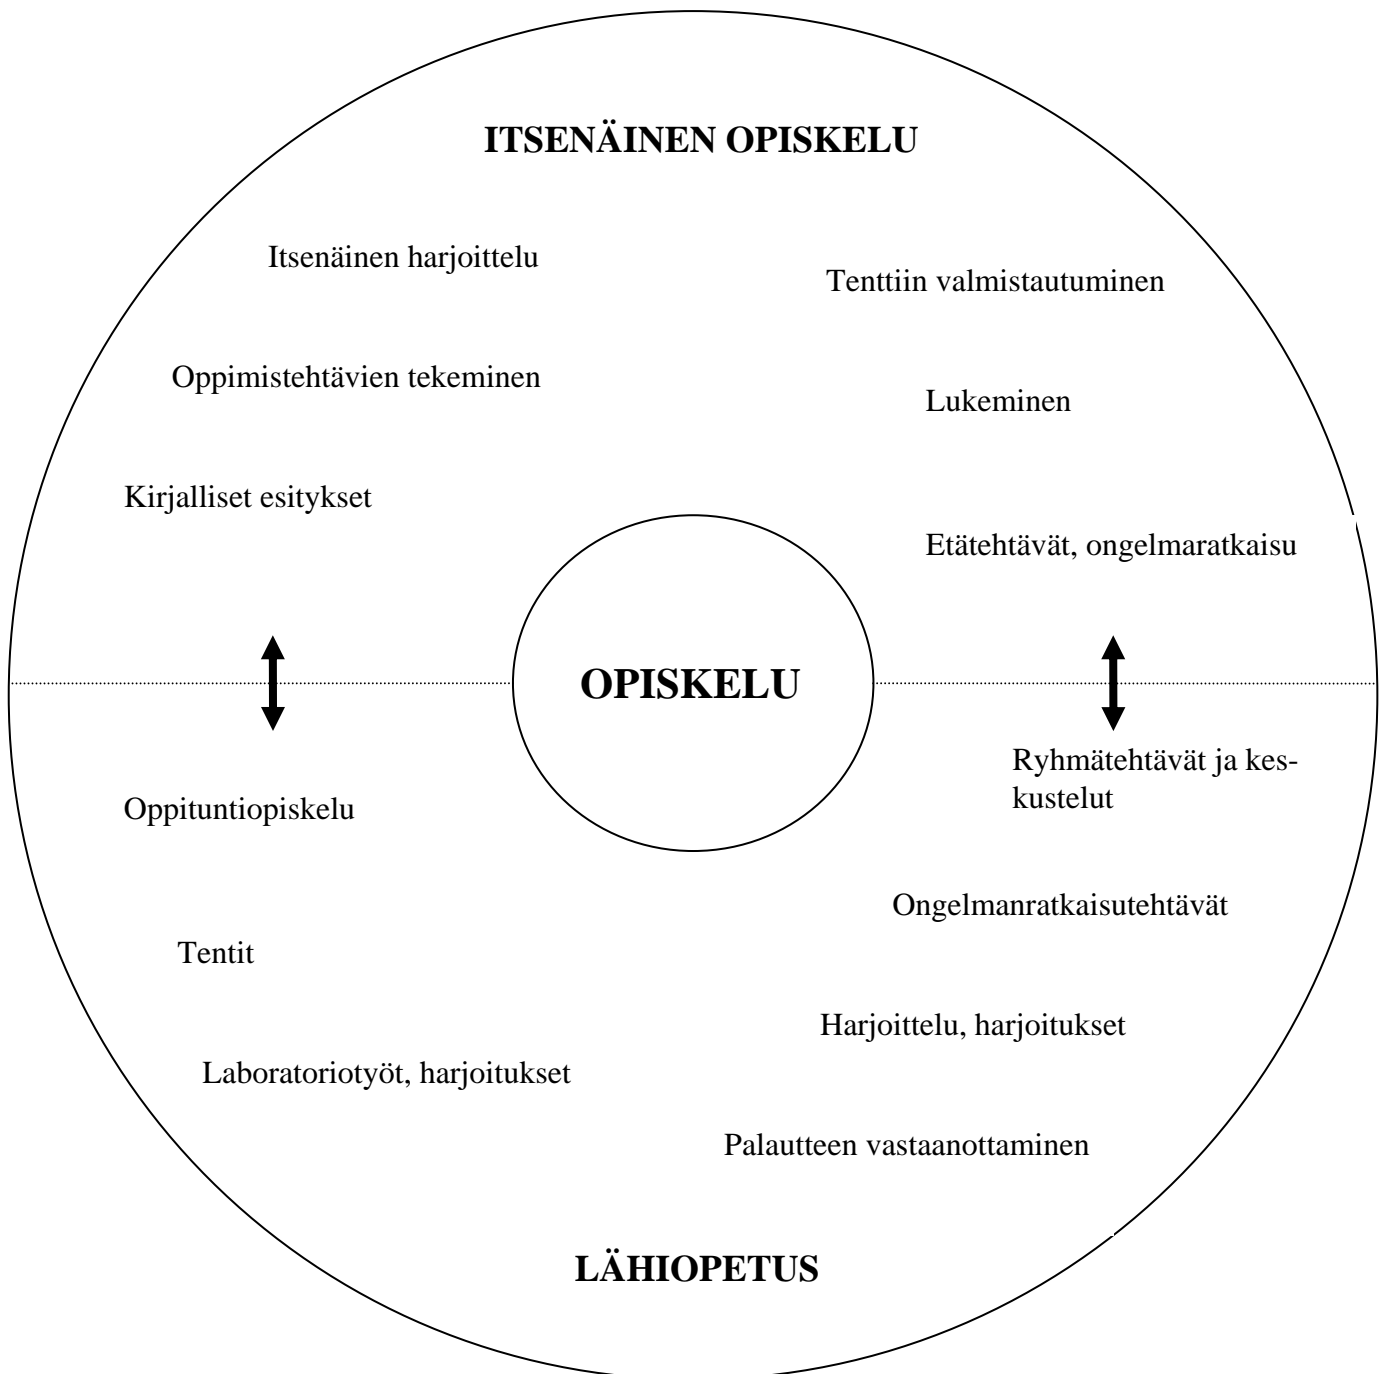 ITSENÄINEN OPISKELU
Itsenäinen harjoittelu
Tenttiin valmistautuminen
Oppimistehtävien tekeminen
Lukeminen
Kirjalliset esitykset
Etätehtävät, ongelmaratkaisu
OPISKELU
Ryhmätehtävät ja kes-
kustelut
Oppituntiopiskelu
Ongelmanratkaisutehtävät
Tentit
Harjoittelu, harjoitukset
Laboratoriotyöt, harjoitukset
Palautteen vastaanottaminen
LÄHIOPETUS